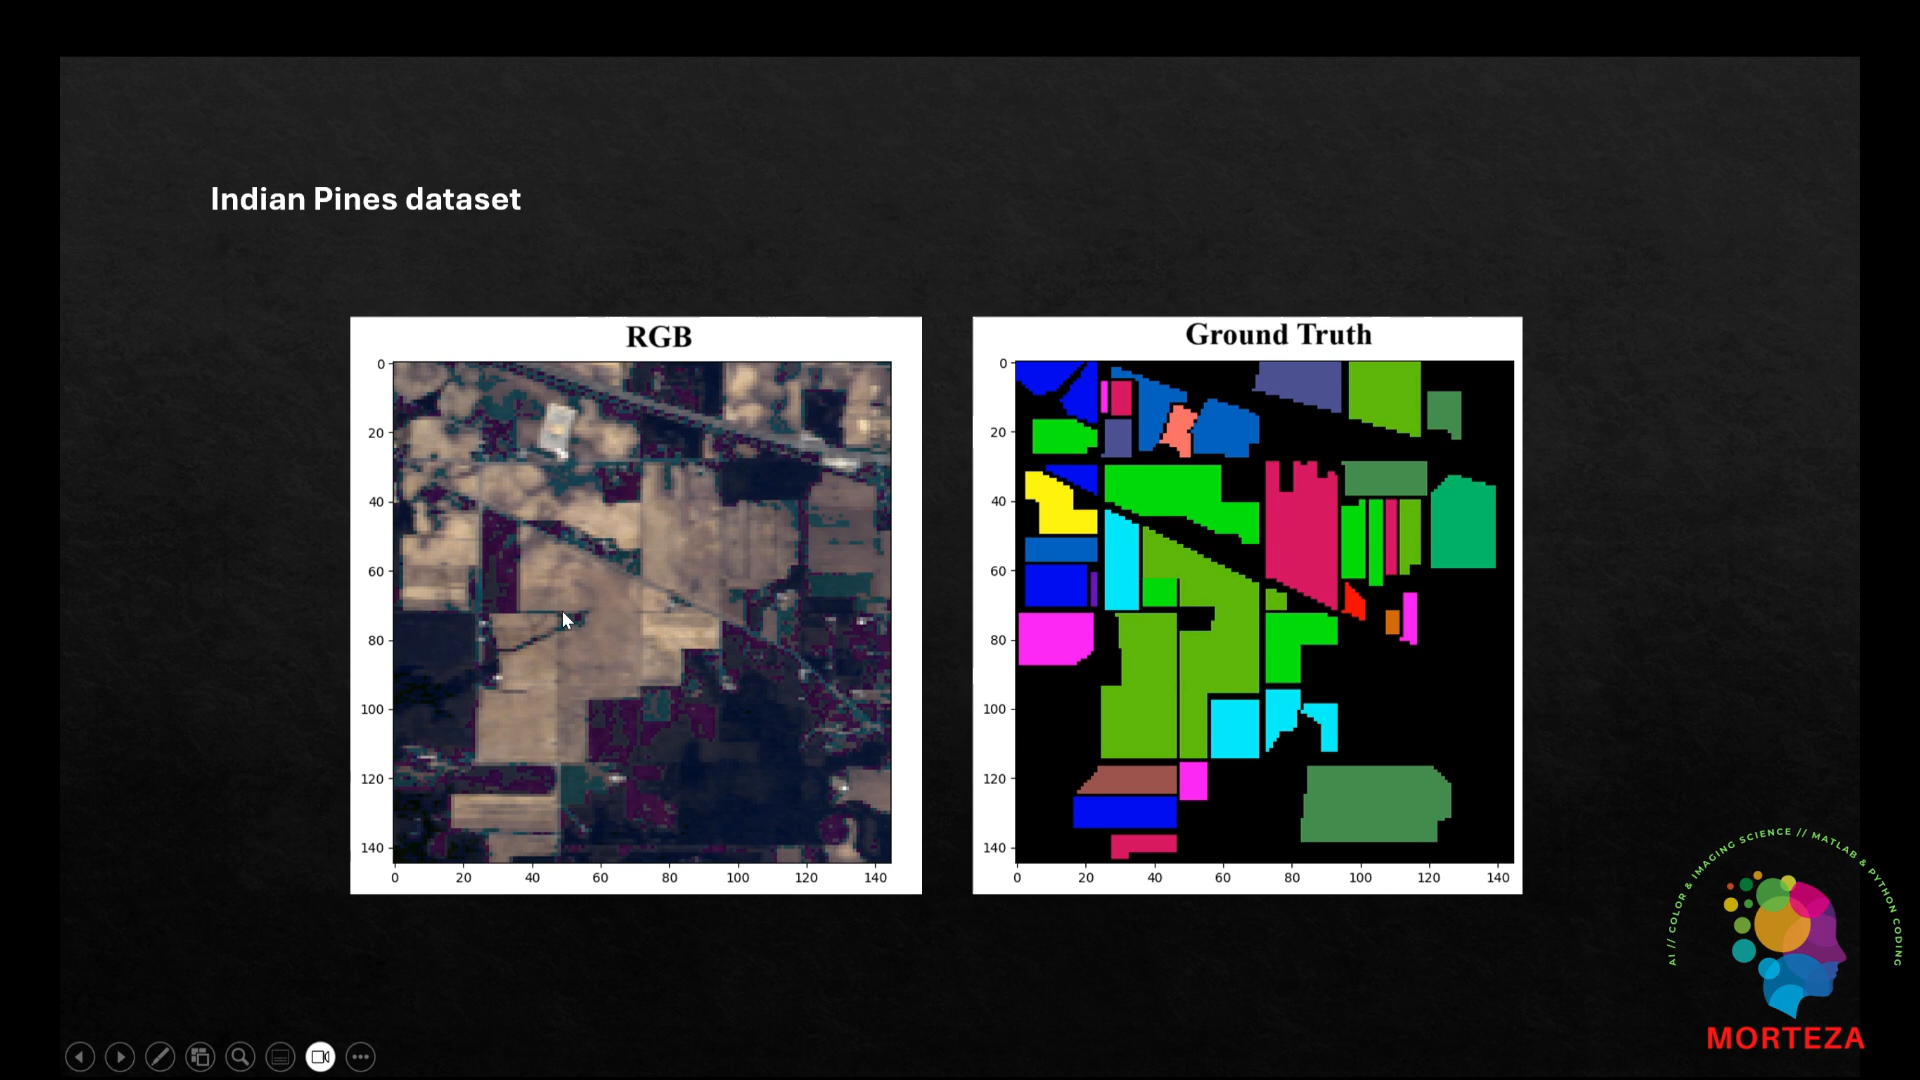 Indian Pines dataset
RGB
0
20
40
60
80
100
120
140
0 20 40 60 80 100 120 140
Ground Truth
0
20
40
60
80
100
120
140
0 20 40 60 80 100 120 140
AI // COLOR & IMAGING SCIENCE // MATLAB & PYTHON CODING
MORTEZA